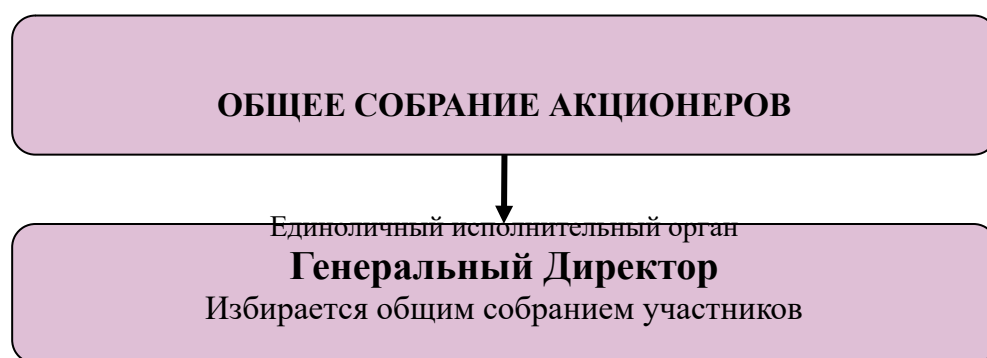 ОБЩЕЕ СОБРАНИЕ АКЦИОНЕРОВ
Единоличный исполнительный орган
Генеральный Директор
Избирается общим собранием участников